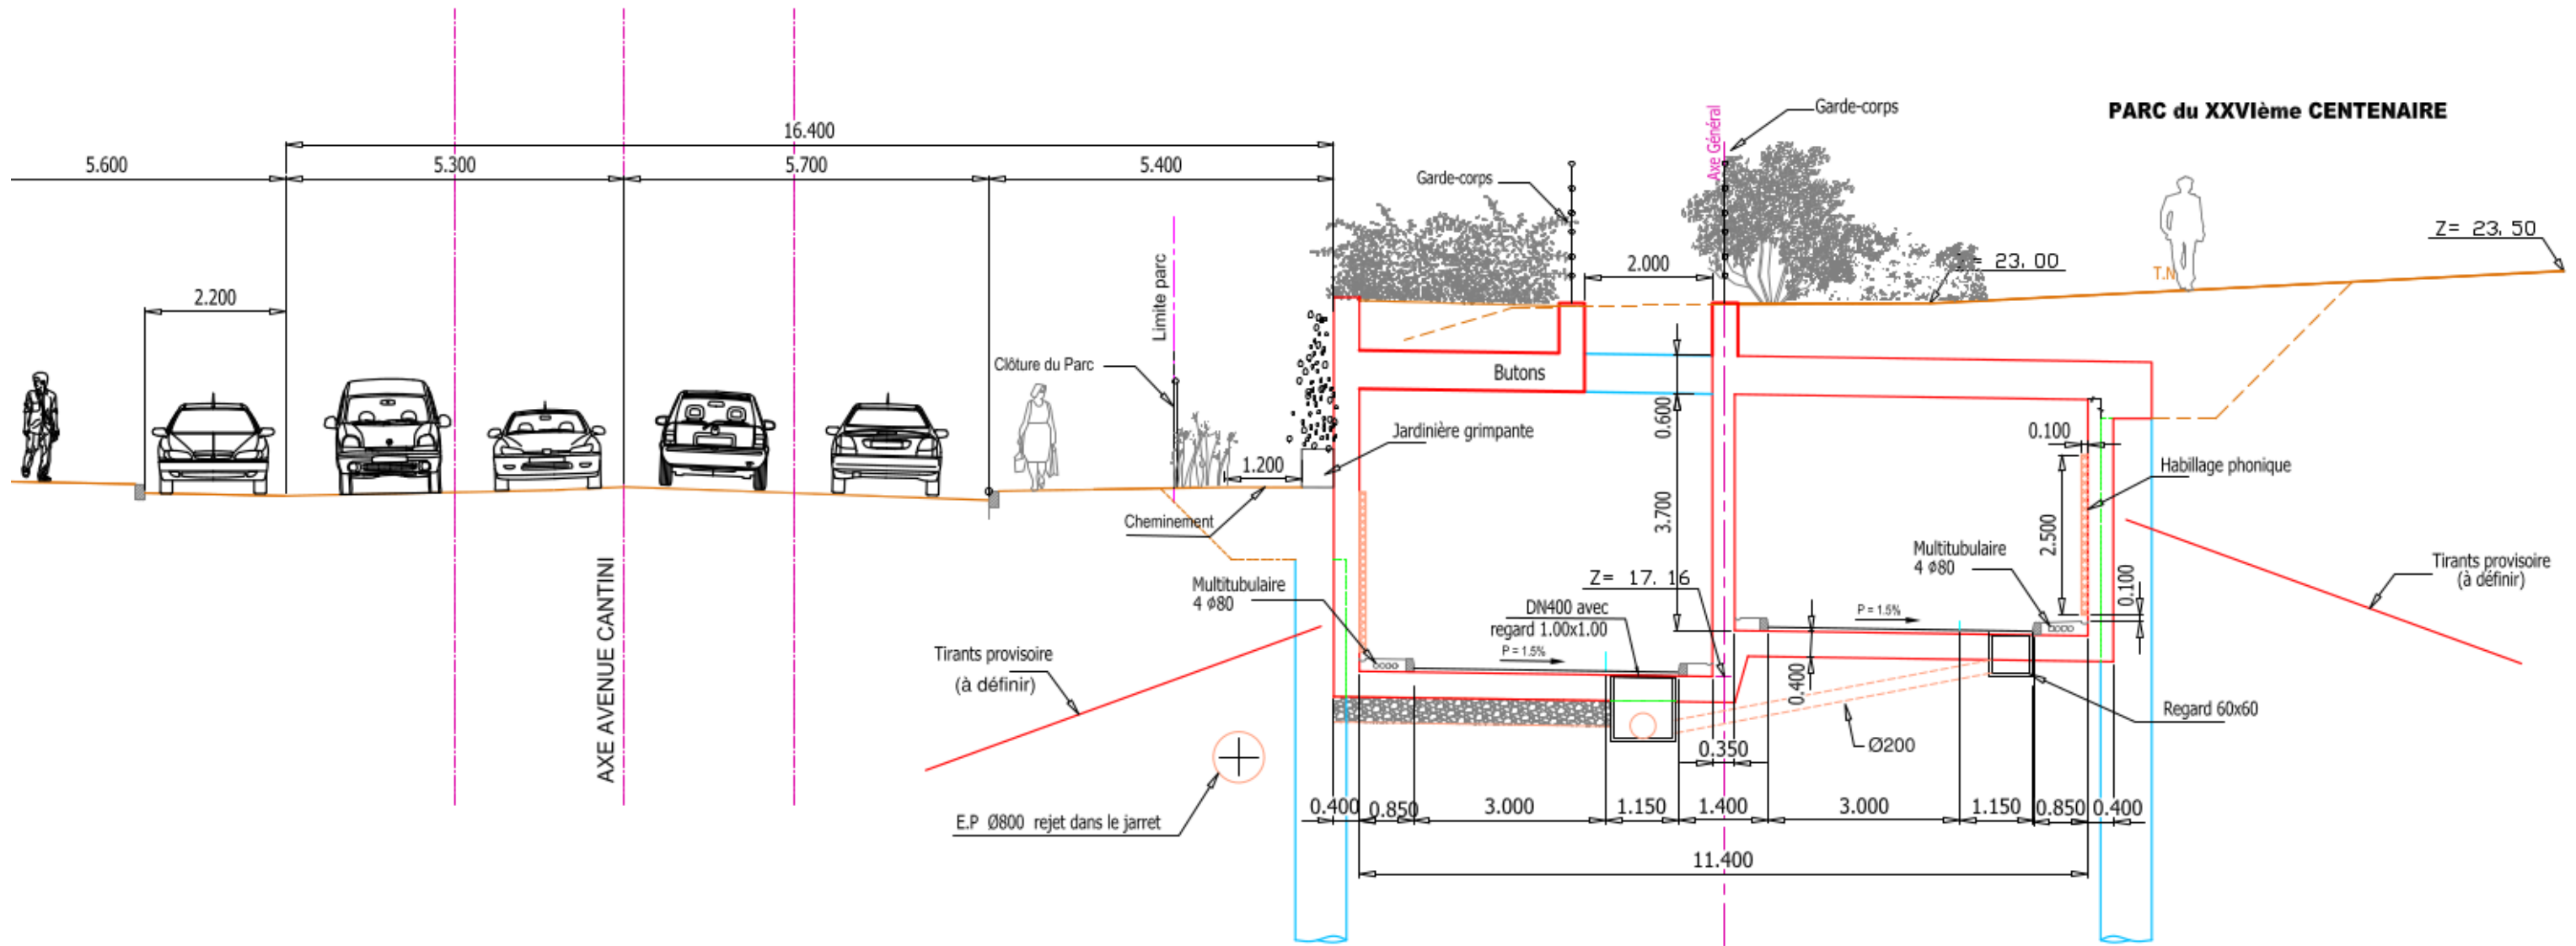 PARC du XXVIème CENTENAIRE
Garde-corps
Axe Général
16.400
5.600
5.300
5.700
5.400
Garde-corps
Z= 23. 50
2.000
23. 00
T.N
2.200
Limite parc
Clôture du Parc
Butons
0.600
Jardinière grimpante
0.100
1.200
Habillage phonique
Cheminement
3.700
2.500
AXE AVENUE CANTINI
Multitubulaire
4 ø80
Z= 17. 16
Multitubulaire
4 ø80
Tirants provisoire
(à définir)
DN400 avec
regard 1.00x1.00
P = 1.5%
P = 1.5%
0.100
Tirants provisoire
(à définir)
0.400
Regard 60x60
0.350
Ø200
E.P Ø800 rejet dans le jarret
0.400
0.850
3.000
1.150
1.400
3.000
1.150
0.850
0.400
11.400